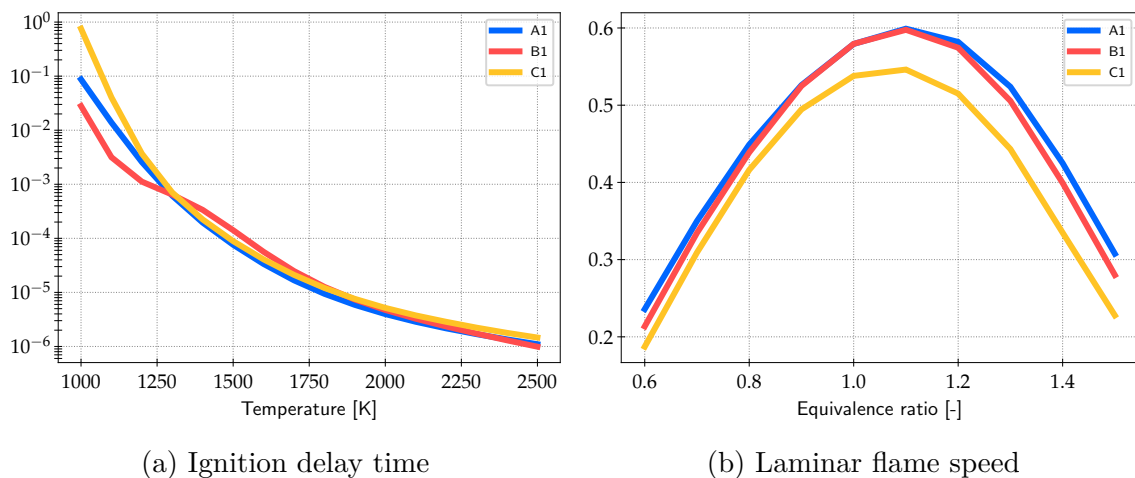 10⁰
10⁻¹
10⁻²
10⁻³
10⁻⁴
10⁻⁵
10⁻⁶
1000 1250 1500 1750 2000 2250 2500
Temperature [K]
A1
B1
C1
(a) Ignition delay time
0.6
0.5
0.4
0.3
0.2
0.6 0.8 1.0 1.2 1.4
Equivalence ratio [-]
A1
B1
C1
(b) Laminar flame speed